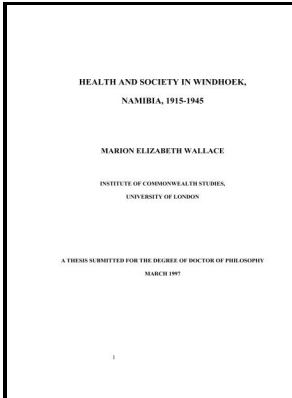 HEALTH AND SOCIETY IN WINDHOEK,
NAMIBIA, 1915-1945
MARION ELIZABETH WALLACE
INSTITUTE OF COMMONWEALTH STUDIES,
UNIVERSITY OF LONDON
A THESIS SUBMITTED FOR THE DEGREE OF DOCTOR OF PHILOSOPHY
MARCH 1997
1